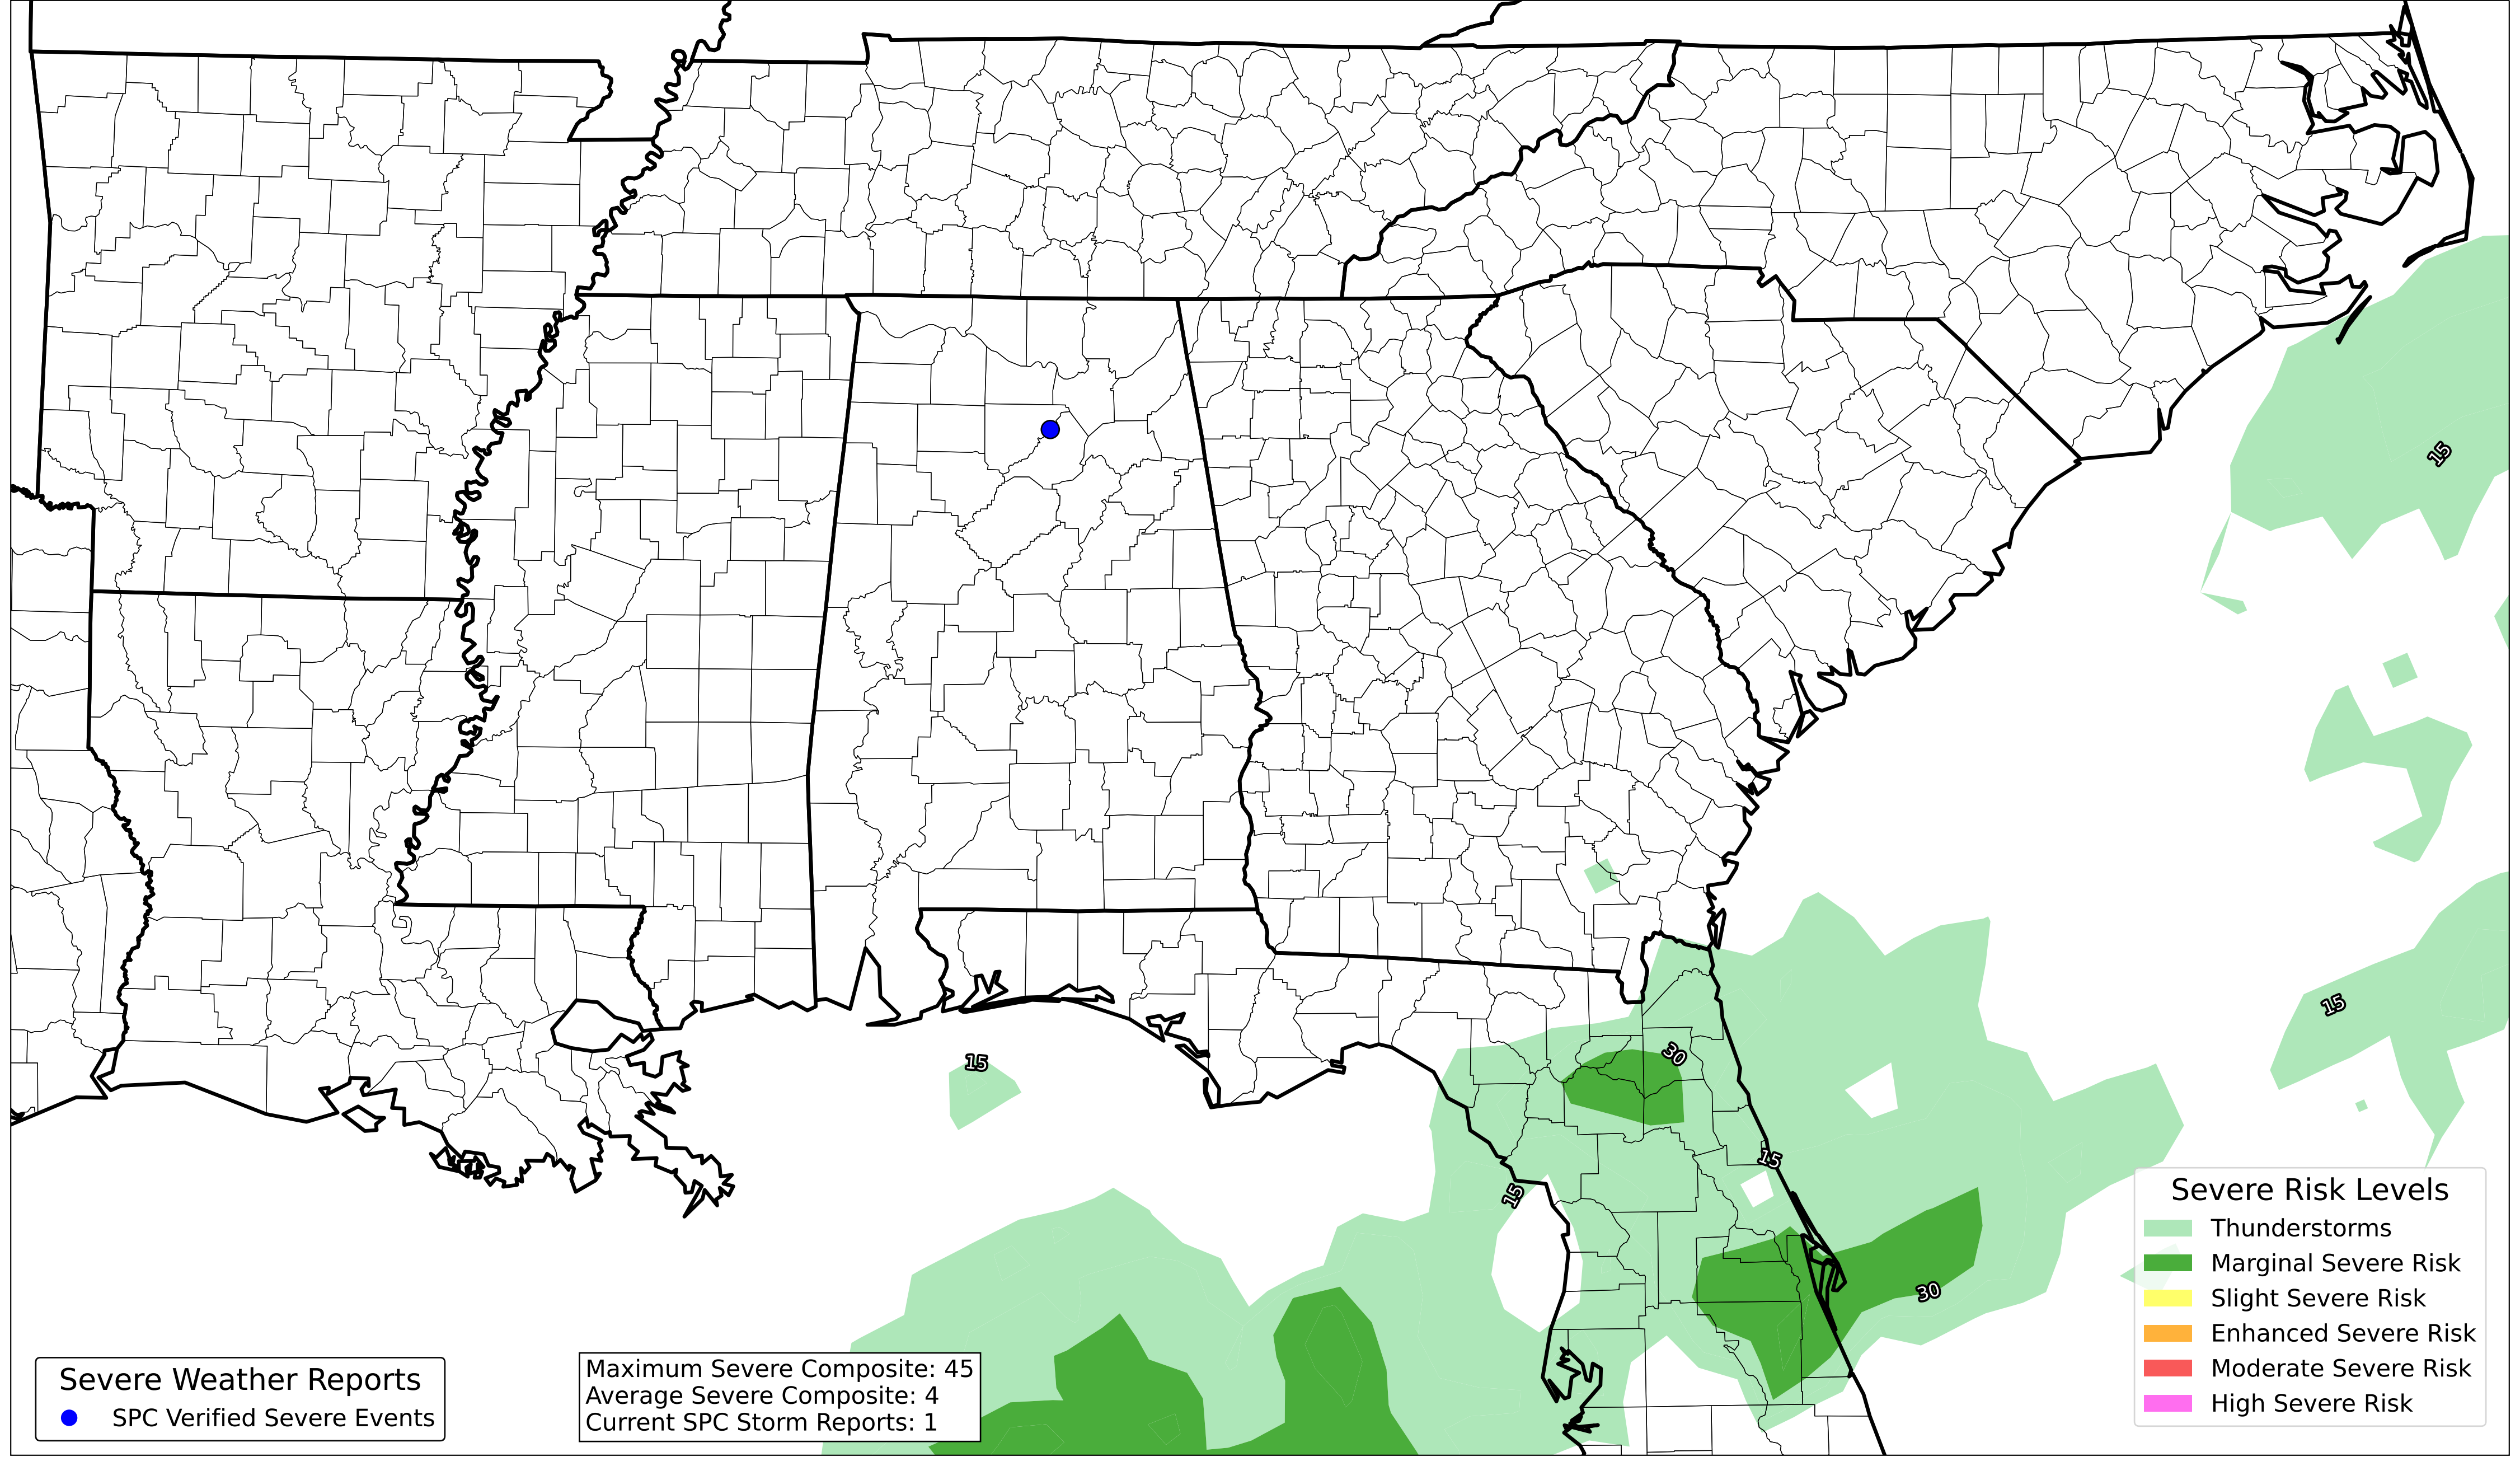 15
15
15
30
15
15
30
Severe Risk Levels
Thunderstorms
Marginal Severe Risk
Slight Severe Risk
Enhanced Severe Risk
Moderate Severe Risk
High Severe Risk
Severe Weather Reports
SPC Verified Severe Events
Maximum Severe Composite: 45
Average Severe Composite: 4
Current SPC Storm Reports: 1